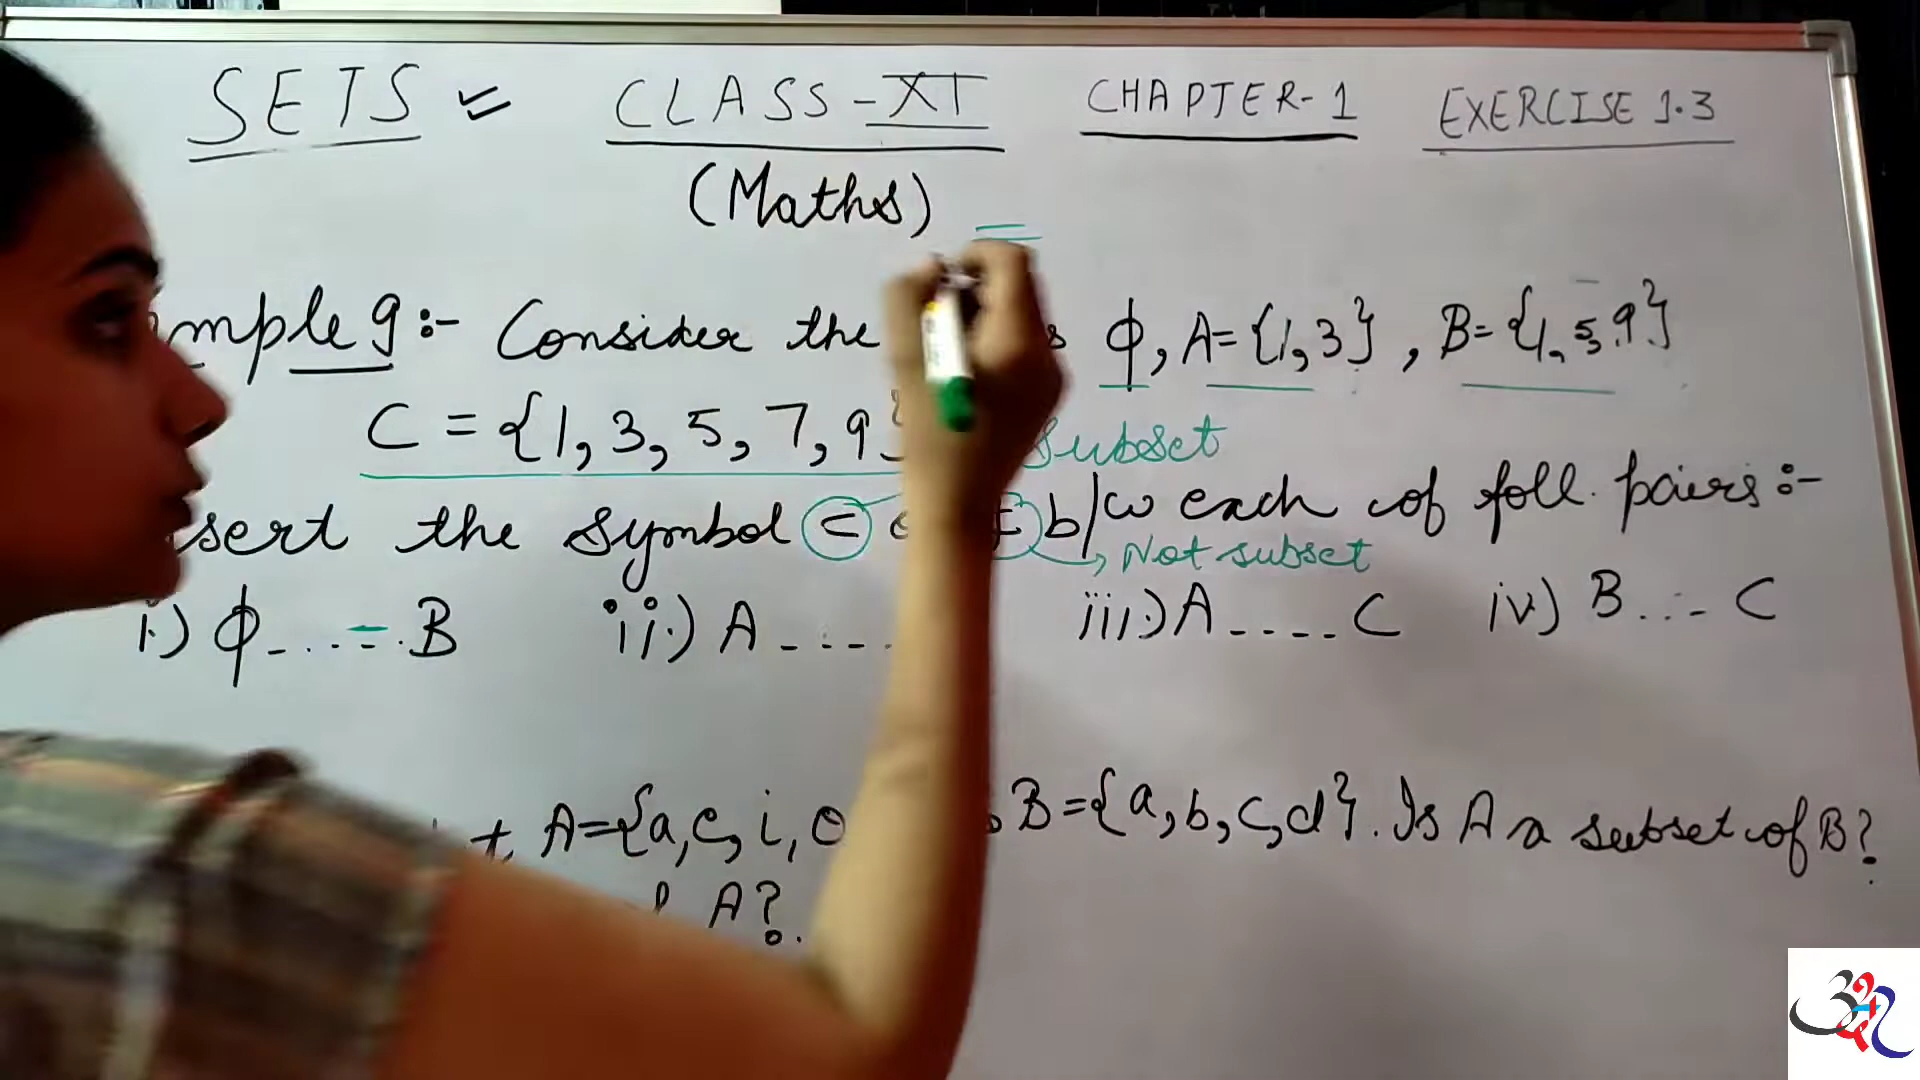 SETS CLASS-XI CHAPTER-1 EXERCISE 1.3
(Maths)
mple 9:- Consider the s ϕ, A={1,3}, B={1,5,9}
C = {1, 3, 5, 7, 9} subset
sert the symbol ⊂ b/w each of foll. pairs:-
Not subset
i) ϕ......B ii) A ..... iii) A ..... C iv) B.... C
A={a,e,i,o B={a,b,c,d}. Is A a subset of B?
A?